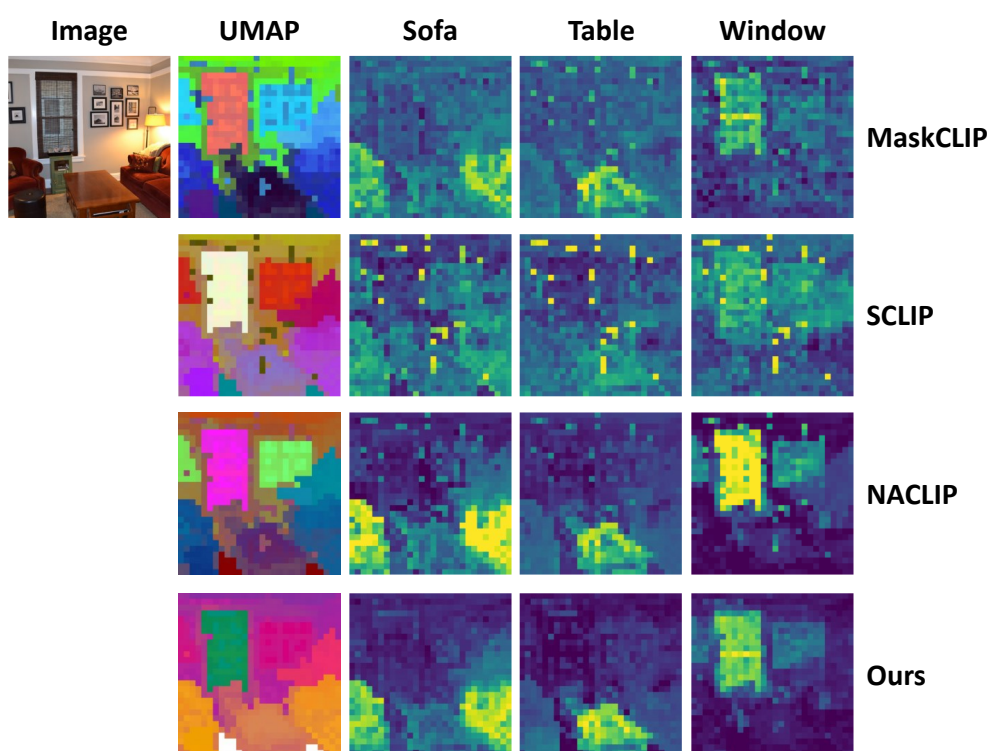 Image UMAP Sofa Table Window
MaskCLIP
SCLIP
NACLIP
Ours